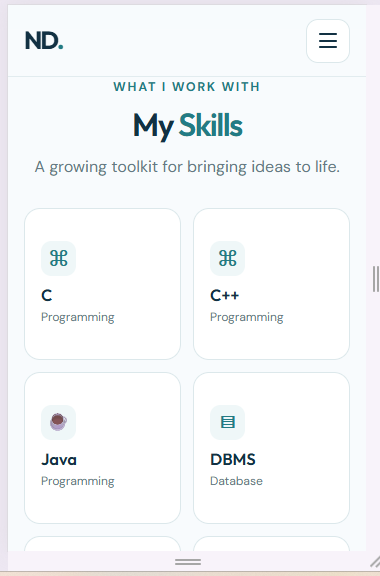 ND.
WHAT I WORK WITH
My Skills
A growing toolkit for bringing ideas to life.
C
Programming
C++
Programming
Java
Programming
DBMS
Database